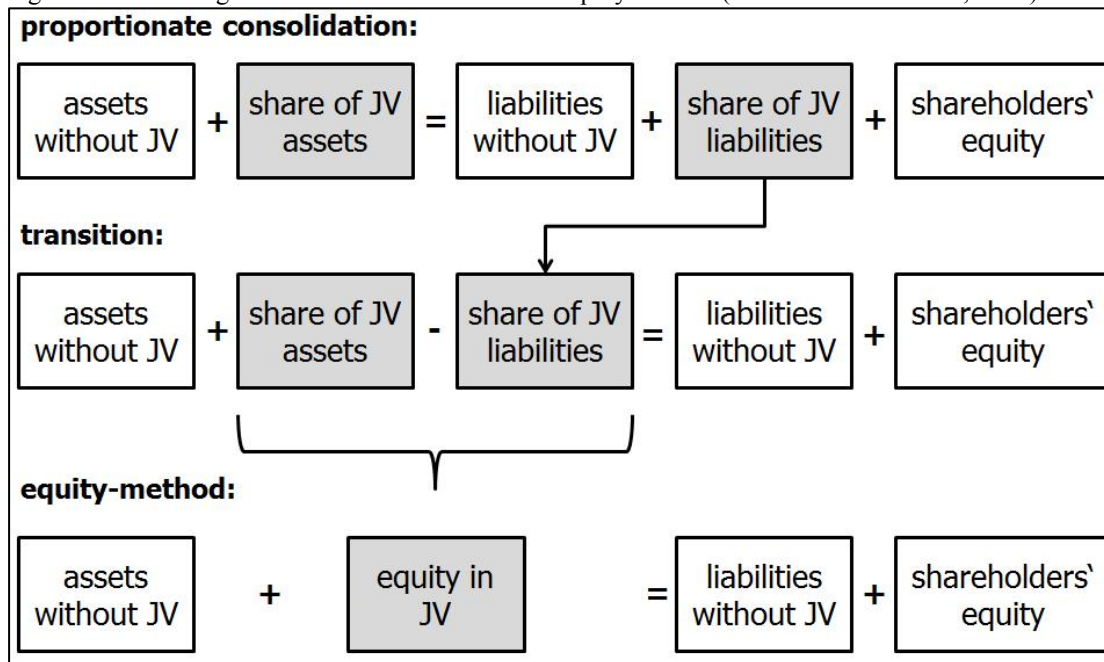 proportionate consolidation:
assets
without JV
+
share of JV
assets
=
liabilities
without JV
+
share of JV
liabilities
+
shareholders‘
equity
transition:
assets
without JV
+
share of JV
assets
-
share of JV
liabilities
=
liabilities
without JV
+
shareholders‘
equity
equity-method:
assets
without JV
+
equity in
JV
=
liabilities
without JV
+
shareholders‘
equity